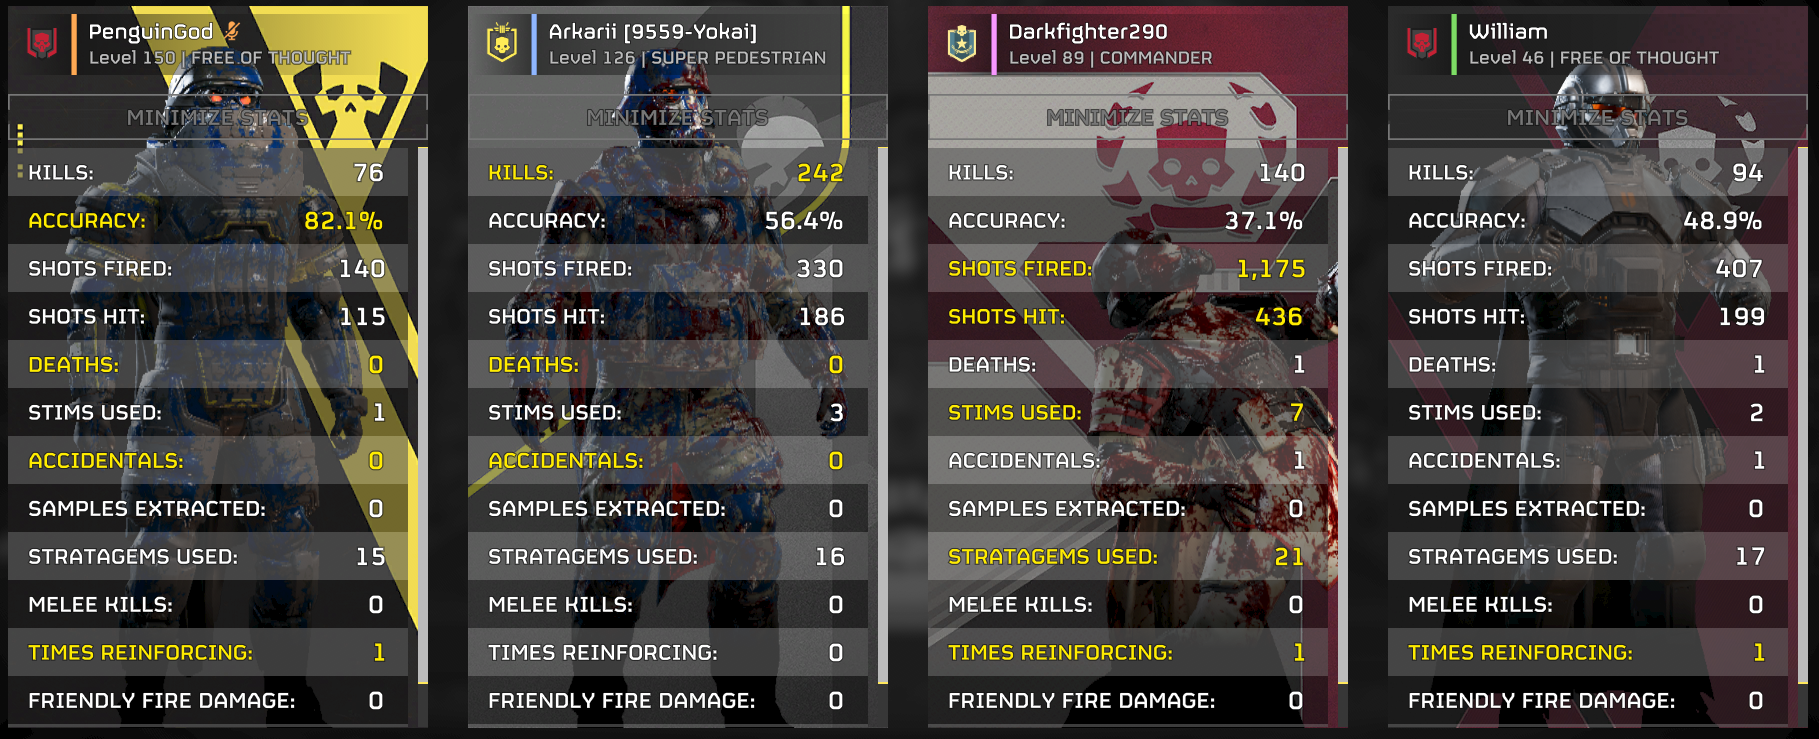 PenguinGod
Level 150 | FREE OF THOUGHT
MINIMIZE STATS
KILLS: 76
ACCURACY: 82.1%
SHOTS FIRED: 140
SHOTS HIT: 115
DEATHS: 0
STIMS USED: 1
ACCIDENTALS: 0
SAMPLES EXTRACTED: 0
STRATAGEMS USED: 15
MELEE KILLS: 0
TIMES REINFORCING: 1
FRIENDLY FIRE DAMAGE: 0
Arkarii [9559-Yokai]
Level 126 | SUPER PEDESTRIAN
MINIMIZE STATS
KILLS: 242
ACCURACY: 56.4%
SHOTS FIRED: 330
SHOTS HIT: 186
DEATHS: 0
STIMS USED: 3
ACCIDENTALS: 0
SAMPLES EXTRACTED: 0
STRATAGEMS USED: 16
MELEE KILLS: 0
TIMES REINFORCING: 0
FRIENDLY FIRE DAMAGE: 0
Darkfighter290
Level 89 | COMMANDER
MINIMIZE STATS
KILLS: 140
ACCURACY: 37.1%
SHOTS FIRED: 1,175
SHOTS HIT: 436
DEATHS: 1
STIMS USED: 7
ACCIDENTALS: 1
SAMPLES EXTRACTED: 0
STRATAGEMS USED: 21
MELEE KILLS: 0
TIMES REINFORCING: 1
FRIENDLY FIRE DAMAGE: 0
William
Level 46 | FREE OF THOUGHT
MINIMIZE STATS
KILLS: 94
ACCURACY: 48.9%
SHOTS FIRED: 407
SHOTS HIT: 199
DEATHS: 1
STIMS USED: 2
ACCIDENTALS: 1
SAMPLES EXTRACTED: 0
STRATAGEMS USED: 17
MELEE KILLS: 0
TIMES REINFORCING: 1
FRIENDLY FIRE DAMAGE: 0